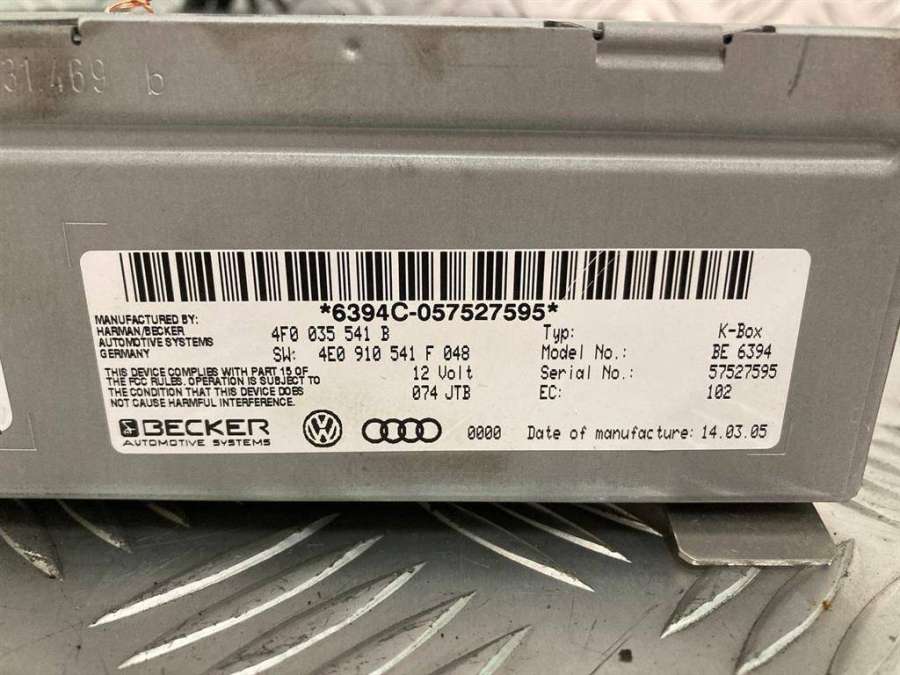 31.469 b
*6394C-057527595*
MANUFACTURED BY:
HARMAN/BECKER
AUTOMOTIVE SYSTEMS
GERMANY
4F0 035 541 B
SW: 4E0 910 541 F 048
12 Volt
074 JTB
Typ: K-Box
Model No.: BE 6394
Serial No.: 57527595
EC: 102
THIS DEVICE COMPLIES WITH PART 15 OF
THE FCC RULES. OPERATION IS SUBJECT TO
THE CONDITION THAT THIS DEVICE DOES
NOT CAUSE HARMFUL INTERFERENCE.
BECKER
AUTOMOTIVE SYSTEMS
0000 Date of manufacture: 14.03.05